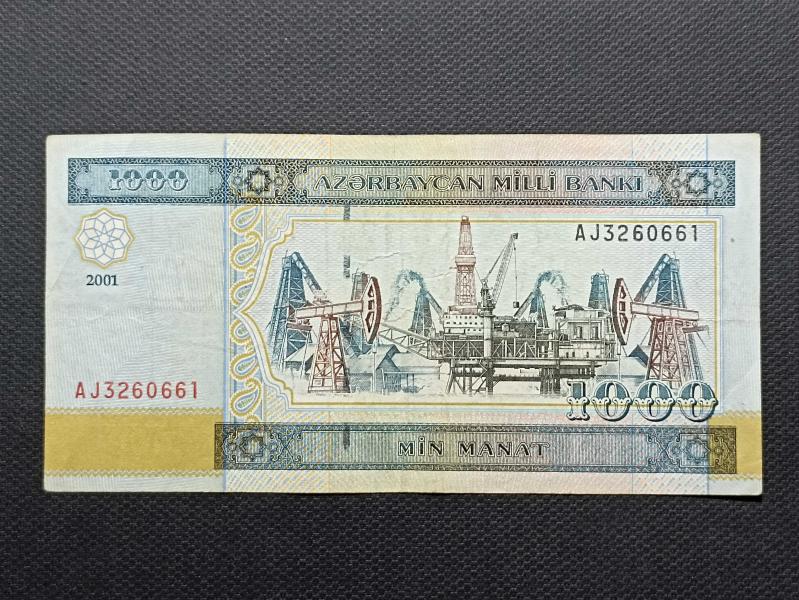 1000
AZƏRBAYCAN MİLLİ BANKI
AJ3260661
2001
AJ3260661
1000
MİN MANAT